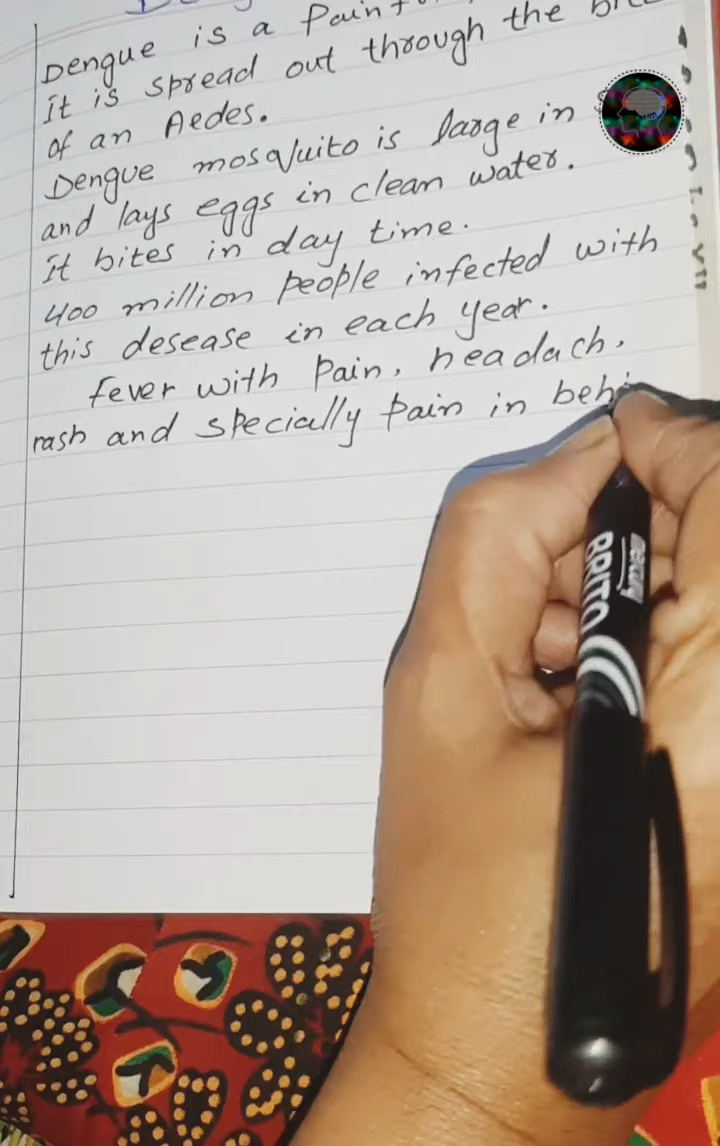 Dengue is a
it is spread out through the
of an Aedes.
Dengue mosquito is large in
and lays eggs in clean water.
it bites in day time.
400 million people infected with
this desease in each year.
fever with pain, headach,
rash and specially pain in
mercury
BRITO